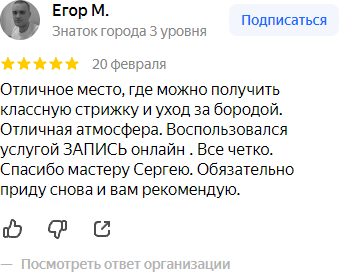 Егор М.
Знаток города 3 уровня
Подписаться
20 февраля
Отличное место, где можно получить
классную стрижку и уход за бородой.
Отличная атмосфера. Воспользовался
услугой ЗАПИСЬ онлайн . Все четко.
Спасибо мастеру Сергею. Обязательно
приду снова и вам рекомендую.
— Посмотреть ответ организации